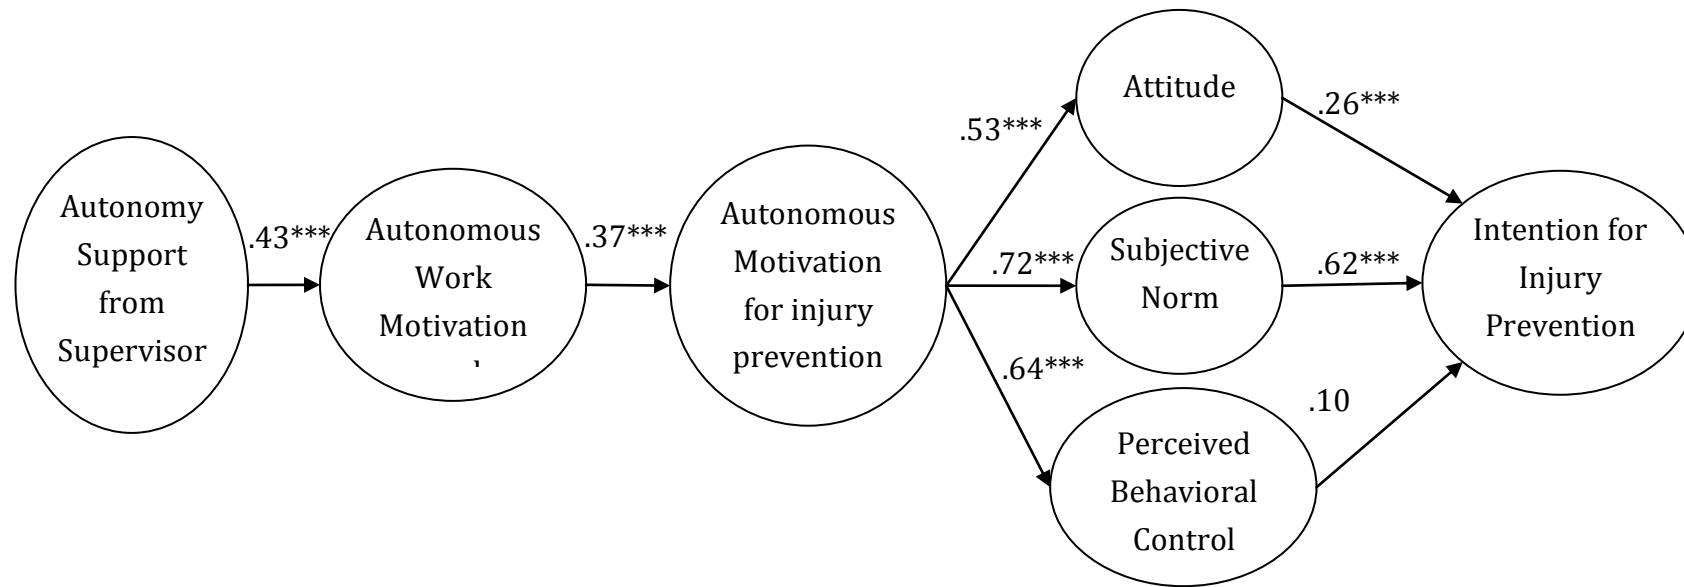 Autonomy
Support
from
Supervisor
.43***
Autonomous
Work
Motivation
.37***
Autonomous
Motivation
for injury
prevention
.53***
.72***
.64***
Attitude
Subjective
Norm
Perceived
Behavioral
Control
.26***
.62***
.10
Intention for
Injury
Prevention